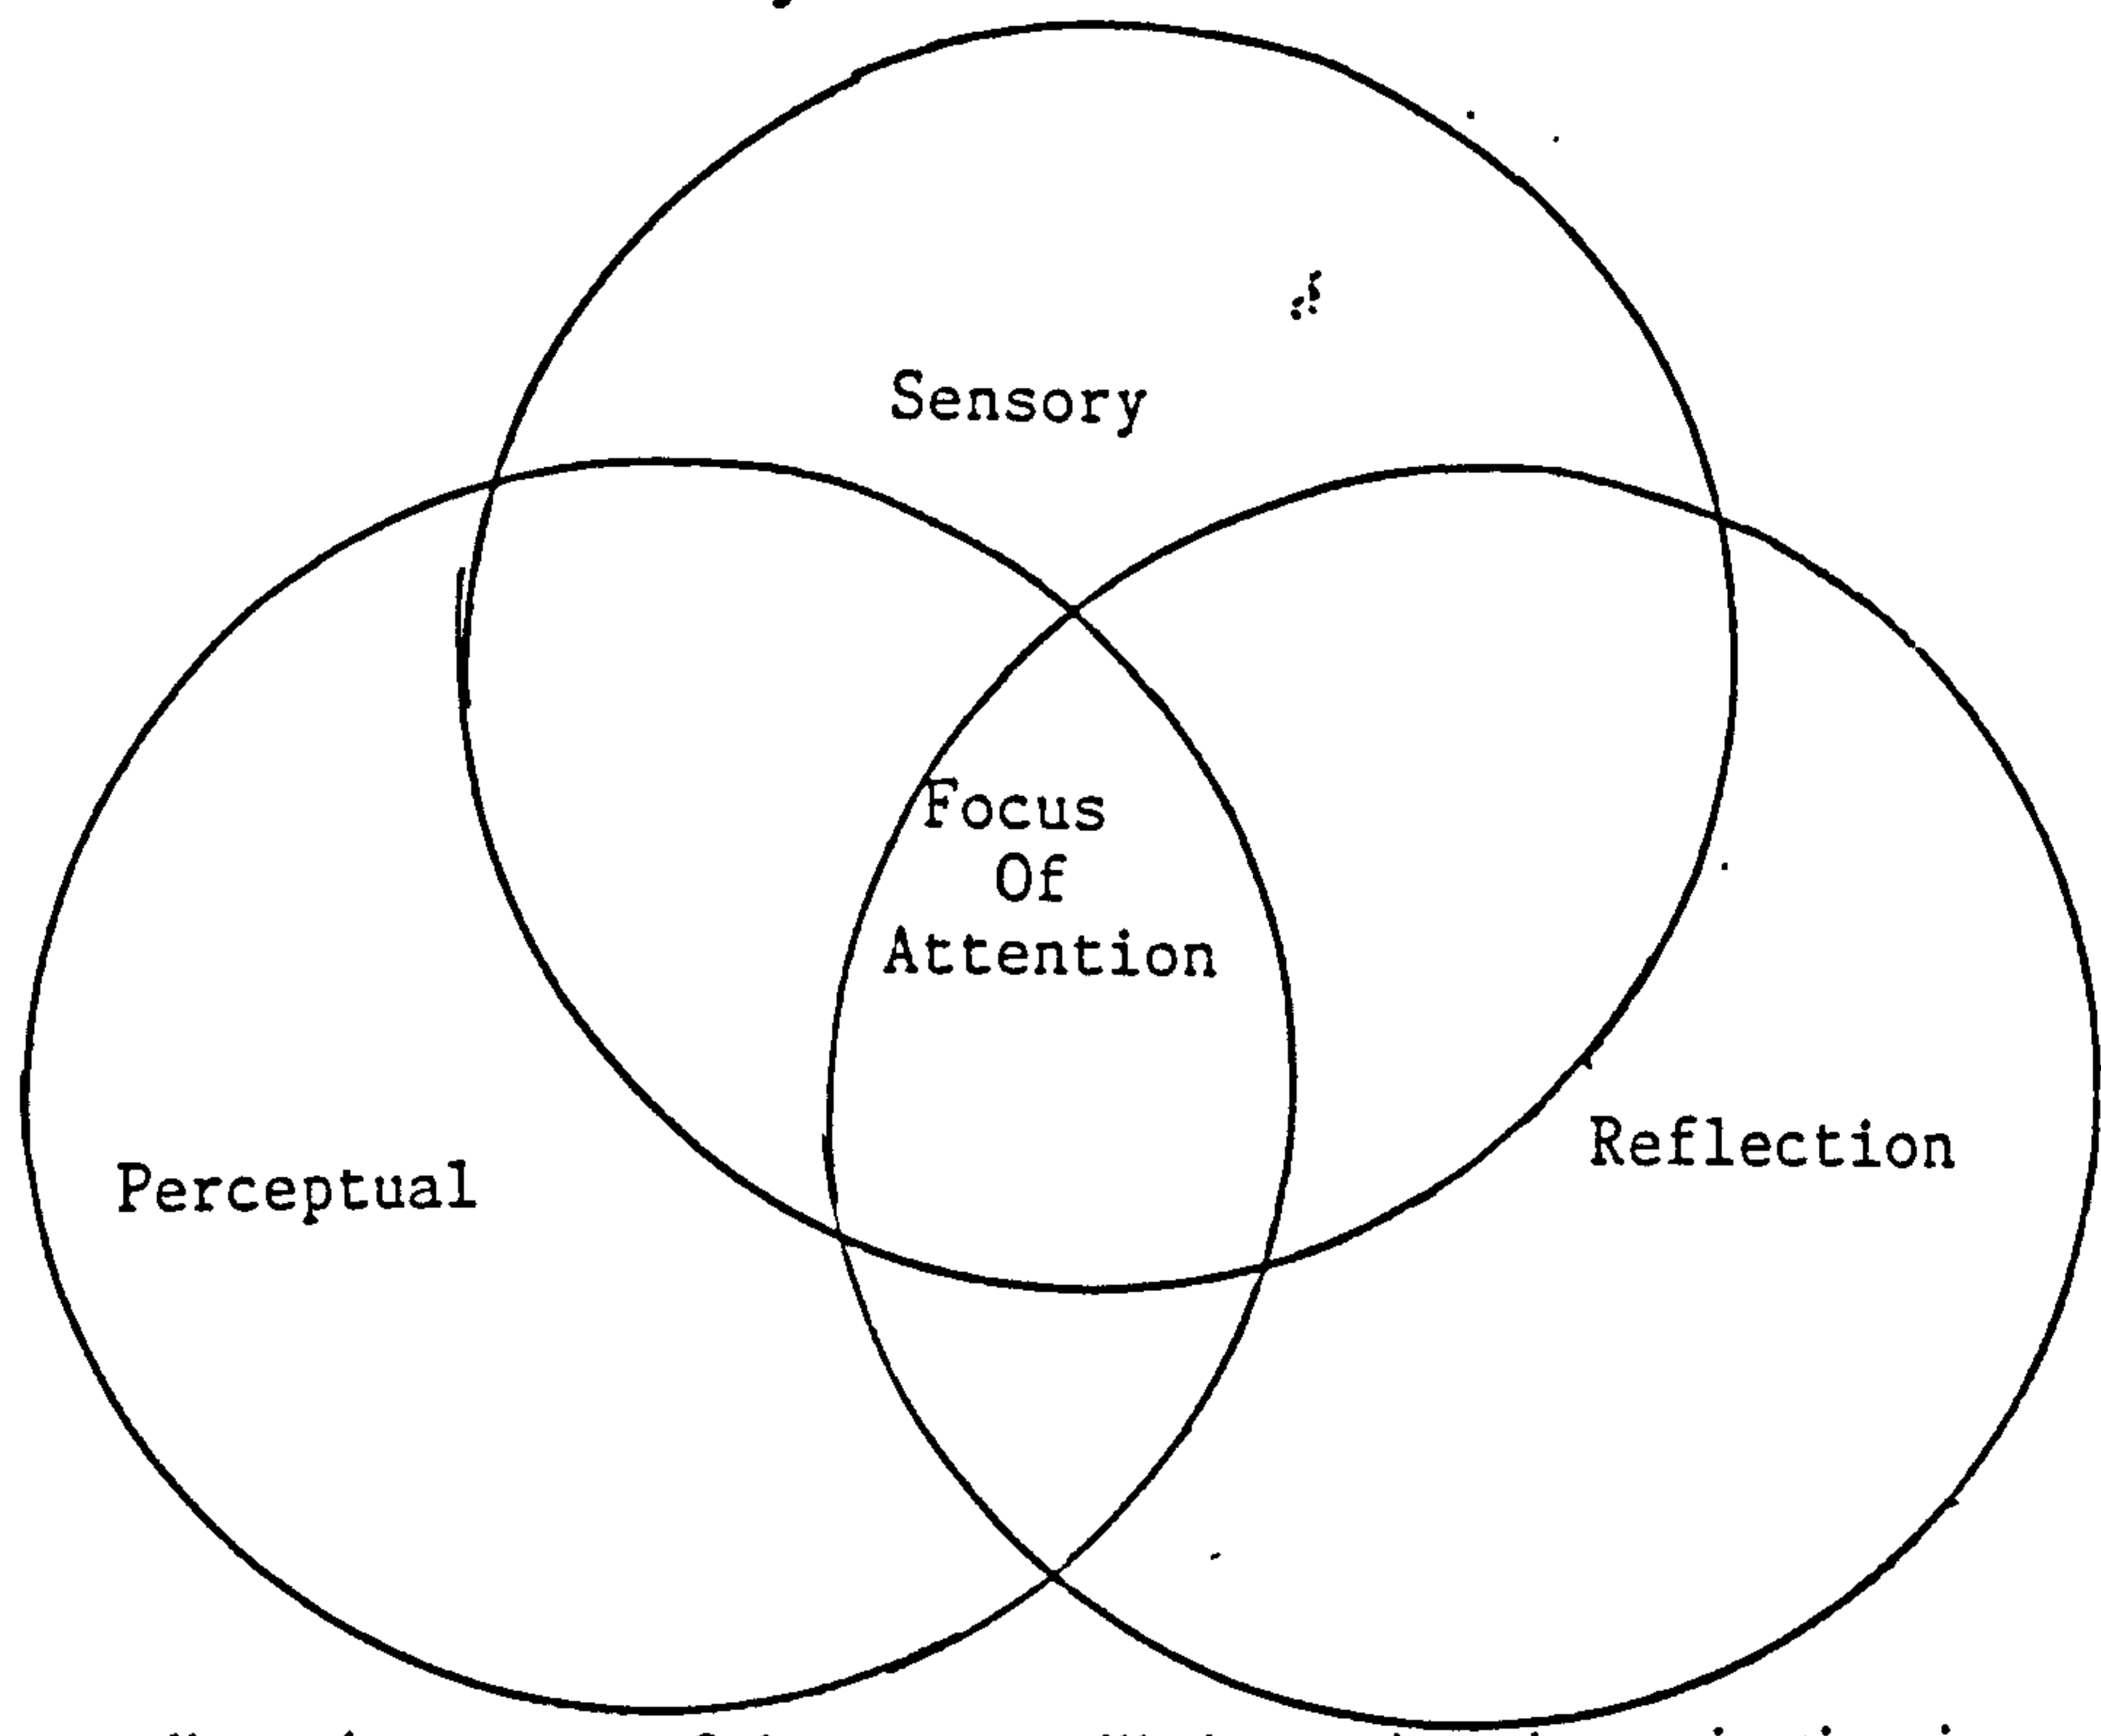 Sensory
Focus
Of
Attention
Reflection
Perceptual